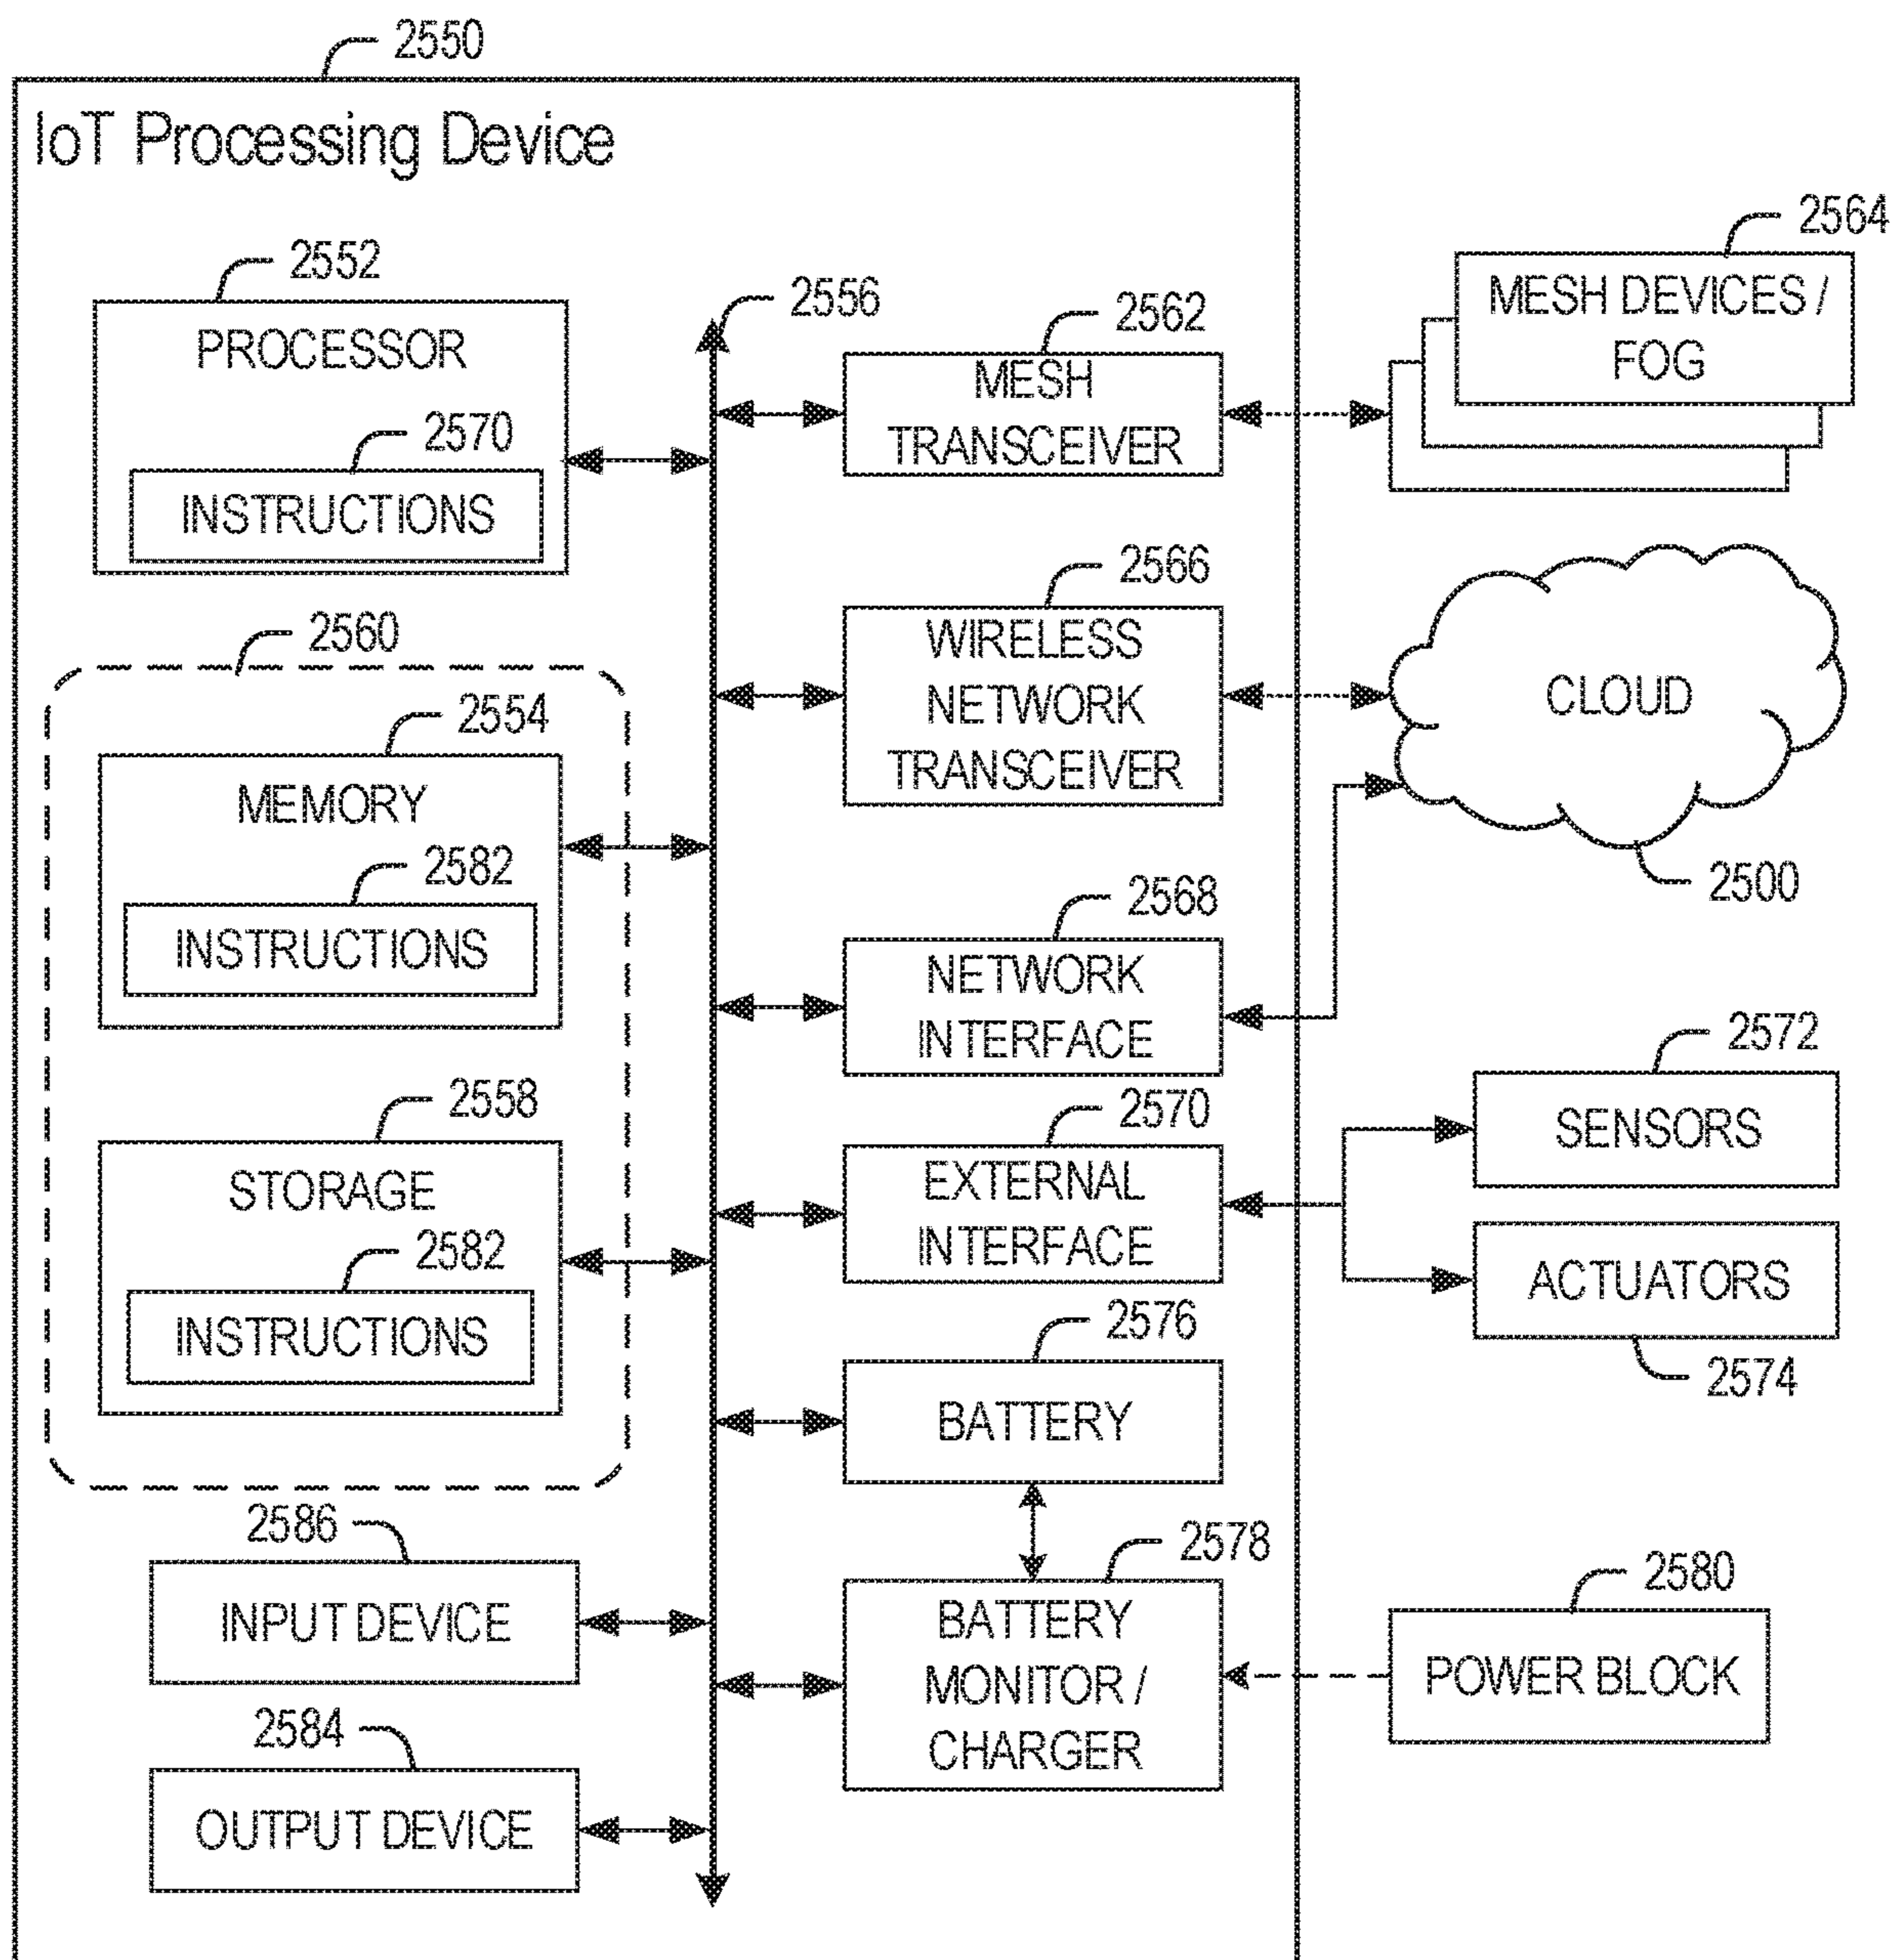 2550
IoT Processing Device
2552
PROCESSOR
2570
INSTRUCTIONS
2560
2554
MEMORY
2582
INSTRUCTIONS
2558
STORAGE
2582
INSTRUCTIONS
2586
INPUT DEVICE
2584
OUTPUT DEVICE
2556
2562
MESH
TRANSCEIVER
2566
WIRELESS
NETWORK
TRANSCEIVER
2568
NETWORK
INTERFACE
2570
EXTERNAL
INTERFACE
2576
BATTERY
2578
BATTERY
MONITOR /
CHARGER
2564
MESH DEVICES /
FOG
CLOUD
2500
2572
SENSORS
ACTUATORS
2574
2580
POWER BLOCK